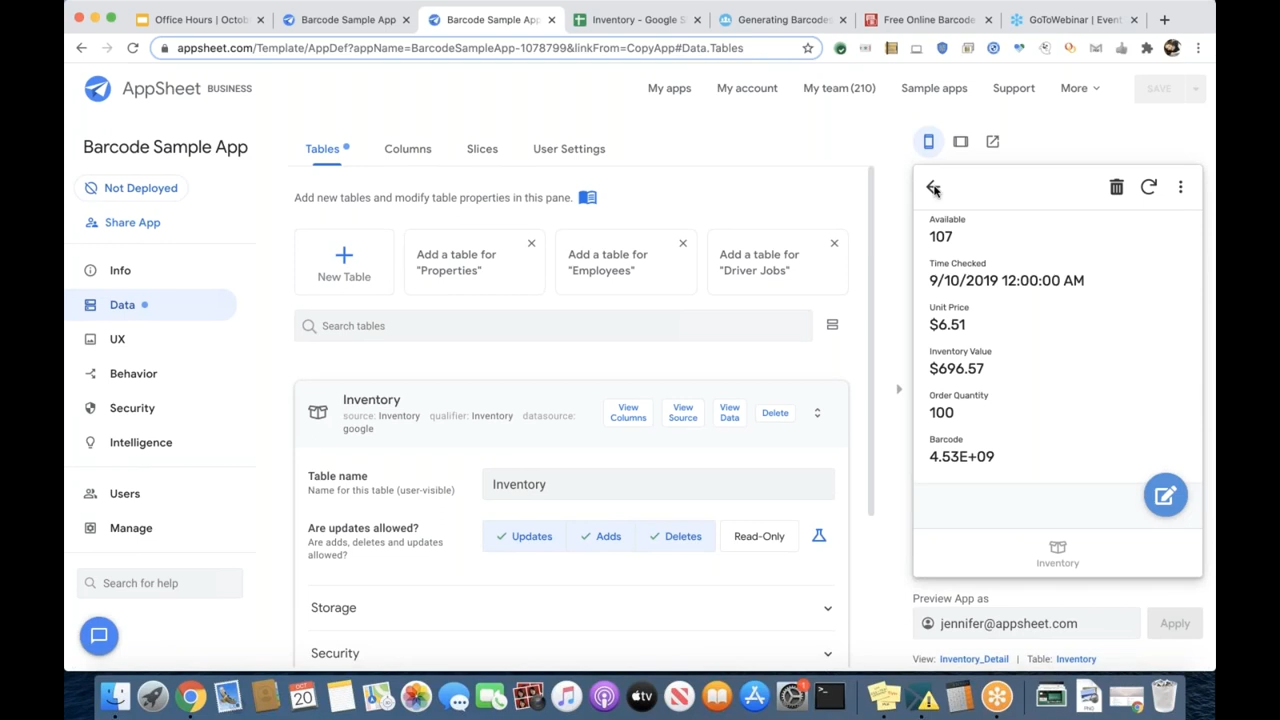 Office Hours | Octob
Barcode Sample App
Barcode Sample App
Inventory - Google S
Generating Barcodes
Free Online Barcode
GoToWebinar | Event
appsheet.com/Template/AppDef?appName=BarcodeSampleApp-1078799&linkFrom=CopyApp#Data.Tables
AppSheet BUSINESS
My apps
My account
My team (210)
Sample apps
Support
More
SAVE
Barcode Sample App
Not Deployed
Share App
Info
Data
UX
Behavior
Security
Intelligence
Users
Manage
Search for help
Tables
Columns
Slices
User Settings
Add new tables and modify table properties in this pane.
New Table
Add a table for
"Properties"
Add a table for
"Employees"
Add a table for
"Driver Jobs"
Search tables
Inventory
source: Inventory qualifier: Inventory datasource:
google
View
Columns
View
Source
View
Data
Delete
Table name
Name for this table (user-visible)
Inventory
Are updates allowed?
Are adds, deletes and updates
allowed?
Updates
Adds
Deletes
Read-Only
Storage
Security
Available
107
Time Checked
9/10/2019 12:00:00 AM
Unit Price
$6.51
Inventory Value
$696.57
Order Quantity
100
Barcode
4.53E+09
Inventory
Preview App as
jennifer@appsheet.com
Apply
View: Inventory_Detail | Table: Inventory
OCT
20
tv
1